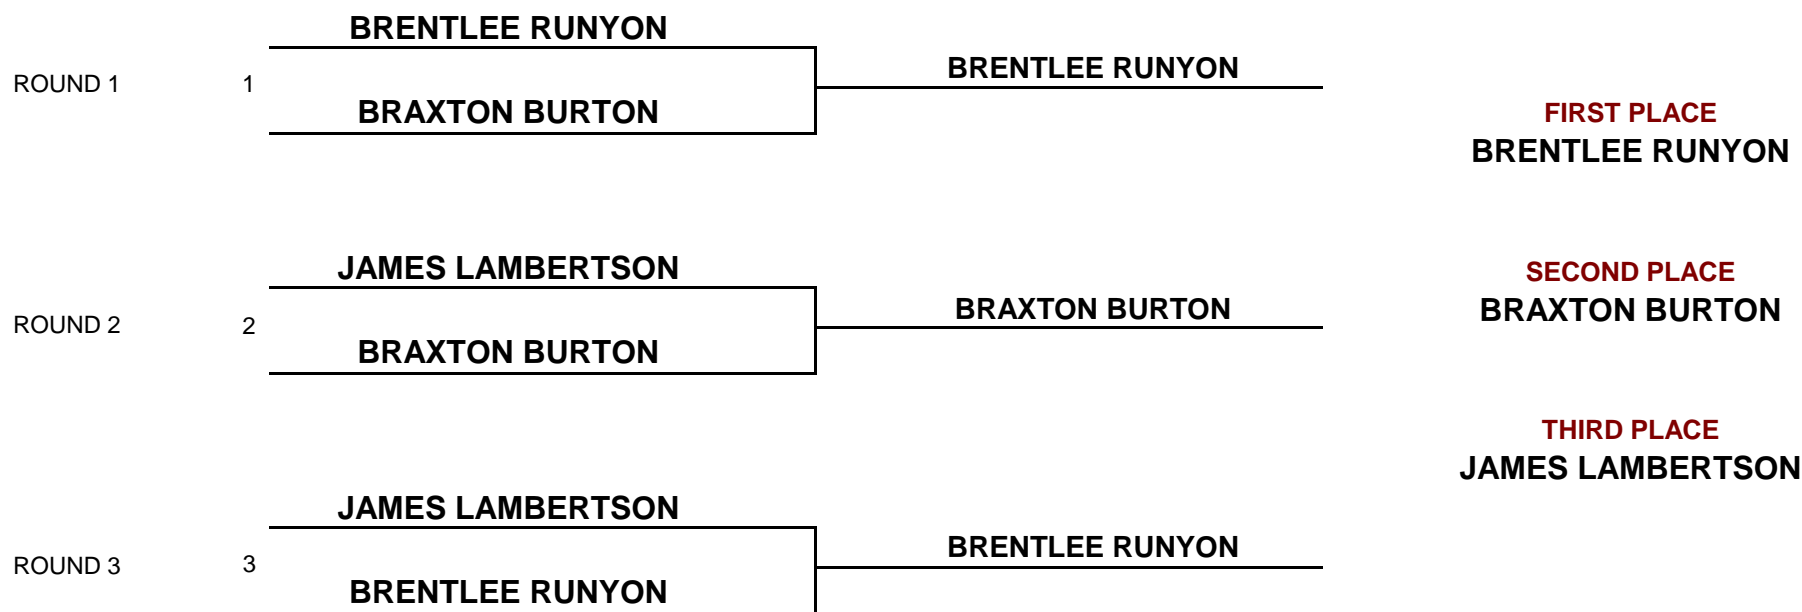 BRENTLEE RUNYON
ROUND 1
1
BRENTLEE RUNYON
BRAXTON BURTON
FIRST PLACE
BRENTLEE RUNYON
JAMES LAMBERTSON
SECOND PLACE
ROUND 2
2
BRAXTON BURTON
BRAXTON BURTON
BRAXTON BURTON
THIRD PLACE
JAMES LAMBERTSON
JAMES LAMBERTSON
ROUND 3
3
BRENTLEE RUNYON
BRENTLEE RUNYON